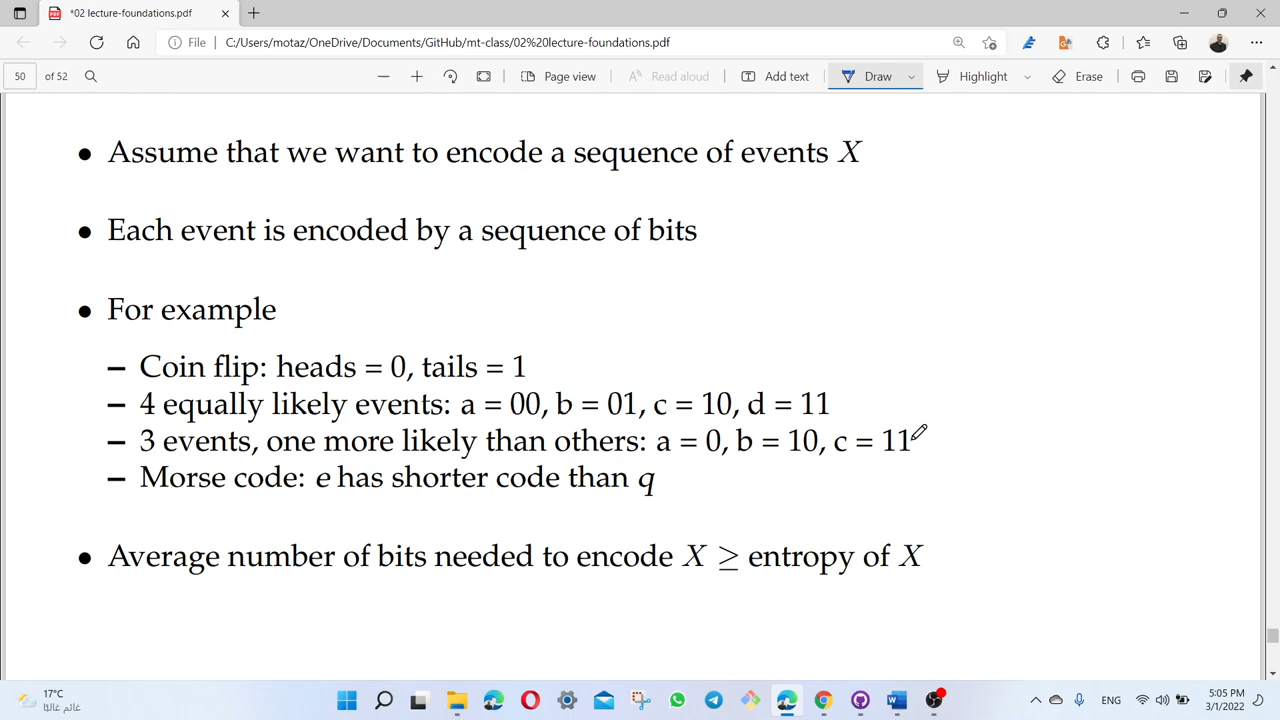 *02 lecture-foundations.pdf
File C:/Users/motaz/OneDrive/Documents/GitHub/mt-class/02%20lecture-foundations.pdf
50 of 52 Page view Read aloud Add text Draw Highlight Erase
• Assume that we want to encode a sequence of events X
• Each event is encoded by a sequence of bits
• For example
– Coin flip: heads = 0, tails = 1
– 4 equally likely events: a = 00, b = 01, c = 10, d = 11
– 3 events, one more likely than others: a = 0, b = 10, c = 11
– Morse code: e has shorter code than q
• Average number of bits needed to encode X ≥ entropy of X
17°C
غائم غالبًا
ENG
5:05 PM
3/1/2022